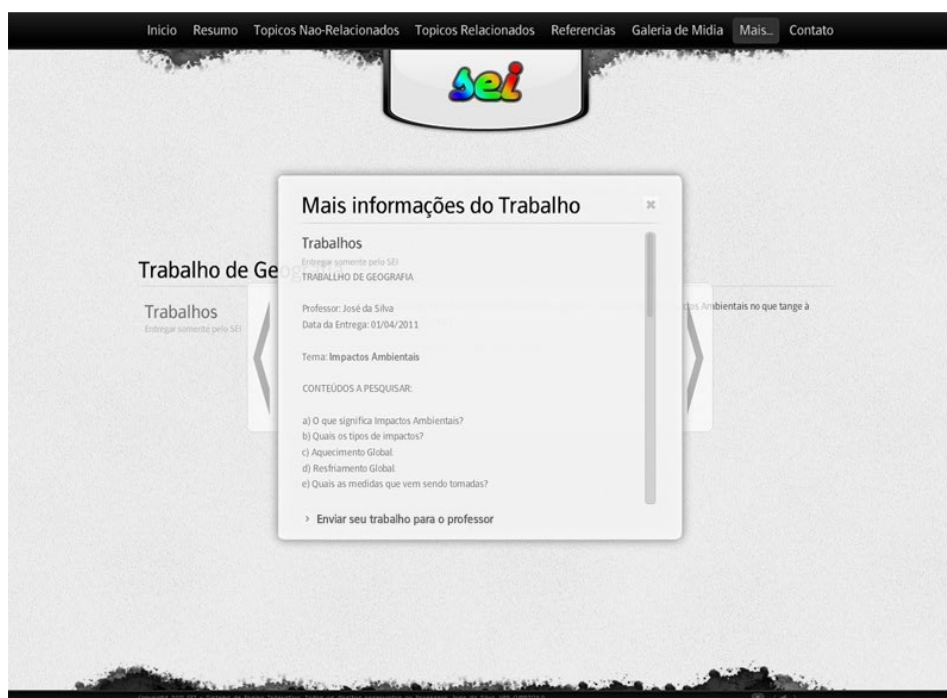 Inicio Resumo Topicos Nao-Relacionados Topicos Relacionados Referencias Galeria de Midia Mais... Contato
sei
Mais informações do Trabalho
Trabalhos
Entregar somente pelo SEI
TRABALLHO DE GEOGRAFIA
Professor: José da Silva
Data da Entrega: 01/04/2011
Tema: Impactos Ambientais
CONTEÚDOS A PESQUISAR:
a) O que significa Impactos Ambientais?
b) Quais os tipos de impactos?
c) Aquecimento Global
d) Resfriamento Global
e) Quais as medidas que vem sendo tomadas?
› Enviar seu trabalho para o professor
Trabalho de Geografia
Trabalhos
Entregar somente pelo SEI
Ambientais no que tange à